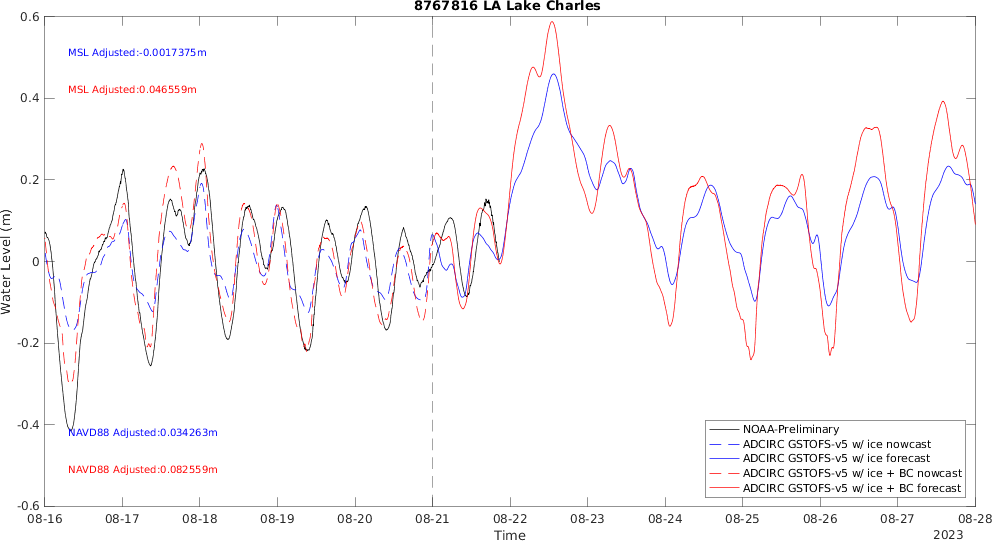 8767816 LA Lake Charles
MSL Adjusted:-0.0017375m
MSL Adjusted:0.046559m
NAVD88 Adjusted:0.034263m
NAVD88 Adjusted:0.082559m
Water Level (m)
0.6
0.4
0.2
0
-0.2
-0.4
-0.6
NOAA-Preliminary
ADCIRC GSTOFS-v5 w/ ice nowcast
ADCIRC GSTOFS-v5 w/ ice forecast
ADCIRC GSTOFS-v5 w/ ice + BC nowcast
ADCIRC GSTOFS-v5 w/ ice + BC forecast
08-16 08-17 08-18 08-19 08-20 08-21 08-22 08-23 08-24 08-25 08-26 08-27 08-28
Time
2023